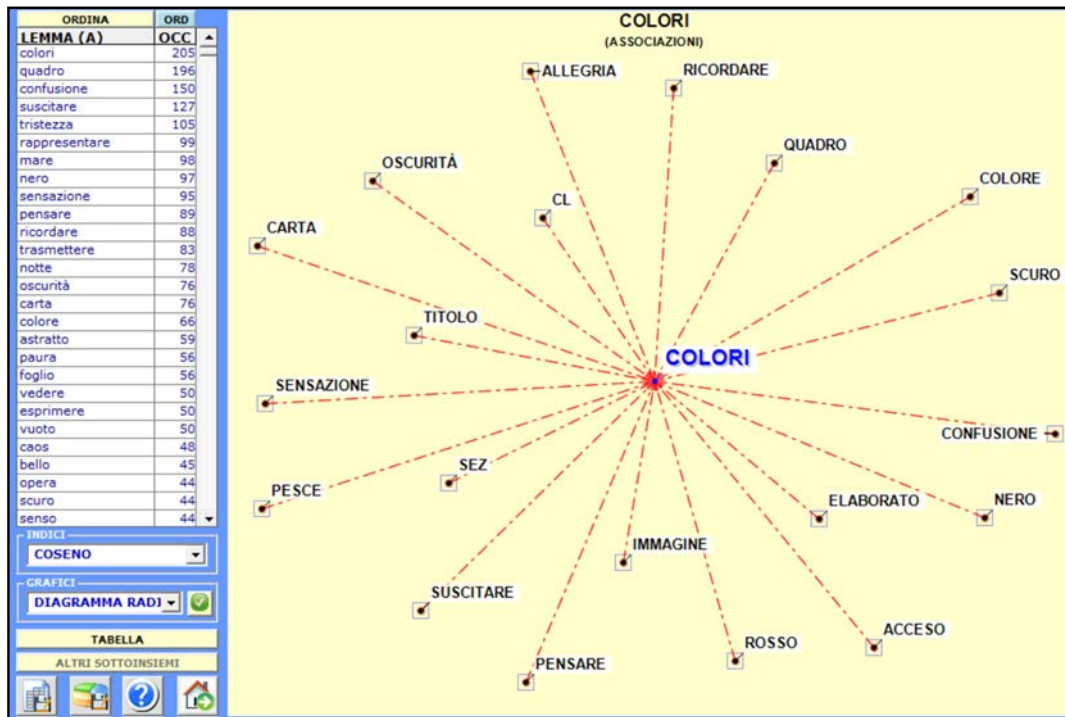 ORDINA ORD
LEMMA (A) OCC
colori 205
quadro 196
confusione 150
suscitare 127
tristezza 105
rappresentare 99
mare 98
nero 97
sensazione 95
pensare 89
ricordare 88
trasmettere 83
notte 78
oscurità 76
carta 76
colore 66
astratto 59
paura 56
foglio 56
vedere 50
esprimere 50
vuoto 50
caos 48
bello 45
opera 44
scuro 44
senso 44
INDICI
COSENO
GRAFICI
DIAGRAMMA RADI
TABELLA
ALTRI SOTTOINSIEMI
COLORI
(ASSOCIAZIONI)
ALLEGRIA
RICORDARE
QUADRO
OSCURITÀ
COLORE
CL
CARTA
SCURO
TITOLO
COLORI
SENSAZIONE
CONFUSIONE
SEZ
PESCE
ELABORATO
NERO
IMMAGINE
SUSCITARE
ACCESO
ROSSO
PENSARE